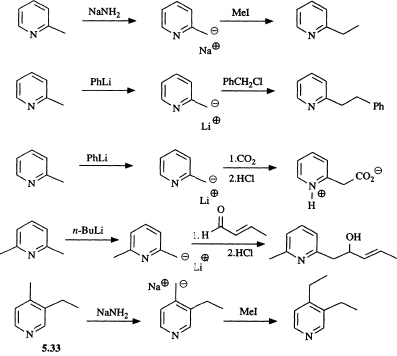 NaNH₂ MeI
N N ⊖ N
Na⊕
PhLi PhCH₂Cl
N N ⊖ N Ph
Li⊕
PhLi 1.CO₂ CO₂⊖
N N ⊖ 2.HCl N⊕
Li⊕ H
O OH
n-BuLi 1. H
N N ⊖ 2.HCl N
Li⊕
Na⊕ ⊖
NaNH₂ MeI
N N N
5.33